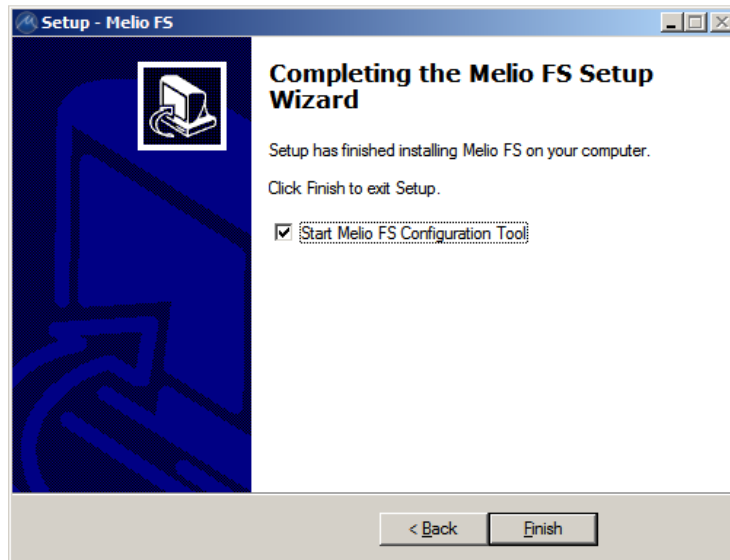 Setup - Melio FS
Completing the Melio FS Setup
Wizard
Setup has finished installing Melio FS on your computer.
Click Finish to exit Setup.
Start Melio FS Configuration Tool
< Back
Finish